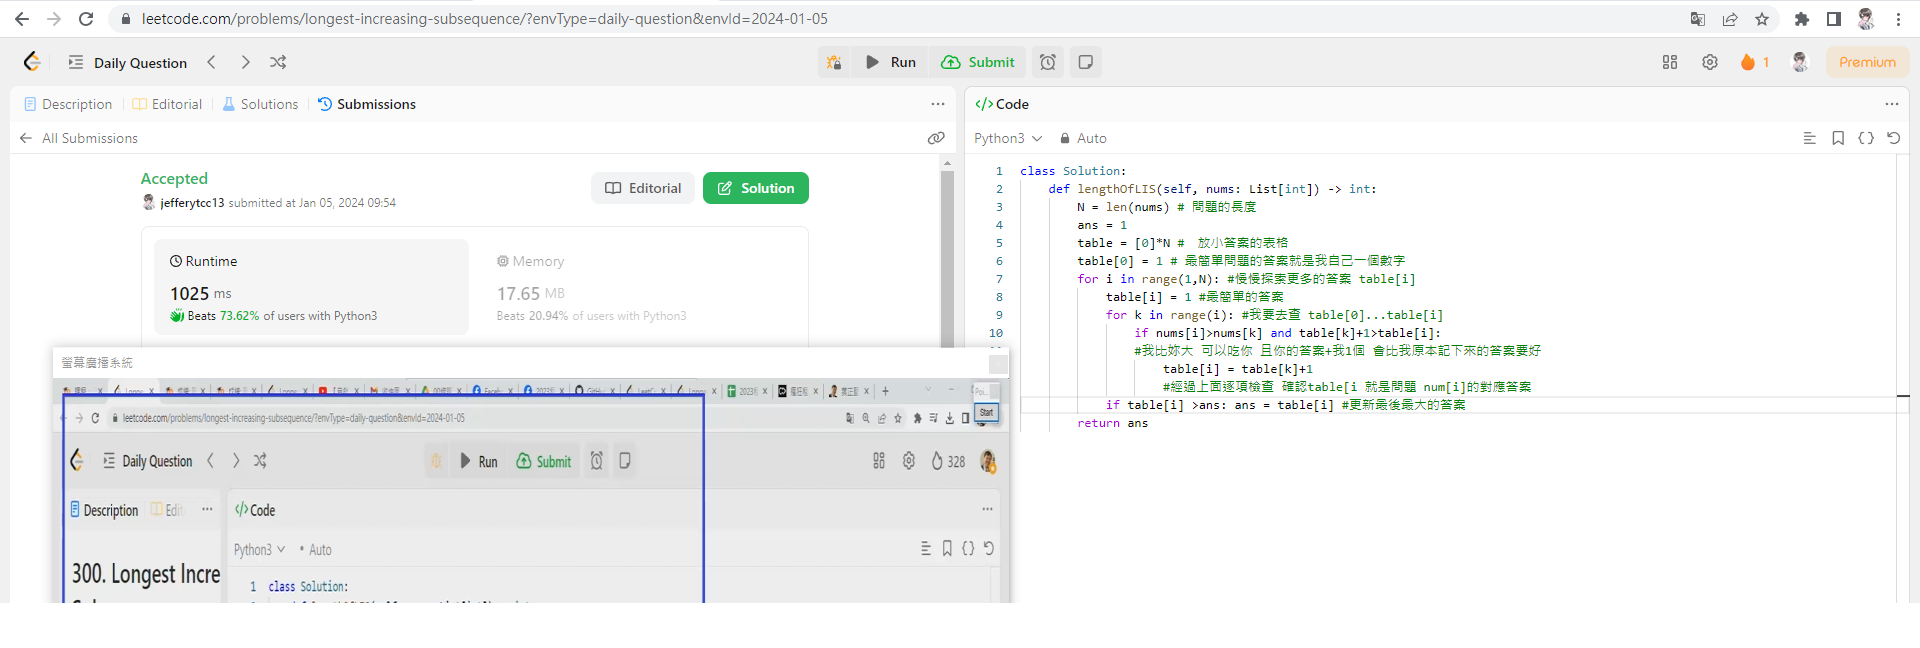 leetcode.com/problems/longest-increasing-subsequence/?envType=daily-question&envId=2024-01-05
Daily Question
Run
Submit
1
Premium
Description
Editorial
Solutions
Submissions
All Submissions
Accepted
jefferytcc13 submitted at Jan 05, 2024 09:54
Editorial
Solution
Runtime
1025 ms
Beats 73.62% of users with Python3
Memory
17.65 MB
Beats 20.94% of users with Python3
</>Code
Python3
Auto
1 class Solution:
2 def lengthOfLIS(self, nums: List[int]) -> int:
3 N = len(nums) # 問題的長度
4 ans = 1
5 table = [0]*N # 放小答案的表格
6 table[0] = 1 # 最簡單問題的答案就是我自己一個數字
7 for i in range(1,N): #慢慢探索更多的答案 table[i]
8 table[i] = 1 #最簡單的答案
9 for k in range(i): #我要去查 table[0]...table[i]
10 if nums[i]>nums[k] and table[k]+1>table[i]:
#我比妳大 可以吃你 且你的答案+我1個 會比我原本記下來的答案要好
table[i] = table[k]+1
#經過上面逐項檢查 確認table[i 就是問題 num[i]的對應答案
if table[i] >ans: ans = table[i] #更新最後最大的答案
return ans
螢幕廣播系統
leetcode.com/problems/longest-increasing-subsequence/?envType=daily-question&envId=2024-01-05
Start
Daily Question
Run
Submit
328
Description
Edit
</>Code
Python3
Auto
300. Longest Incre
1 class Solution: